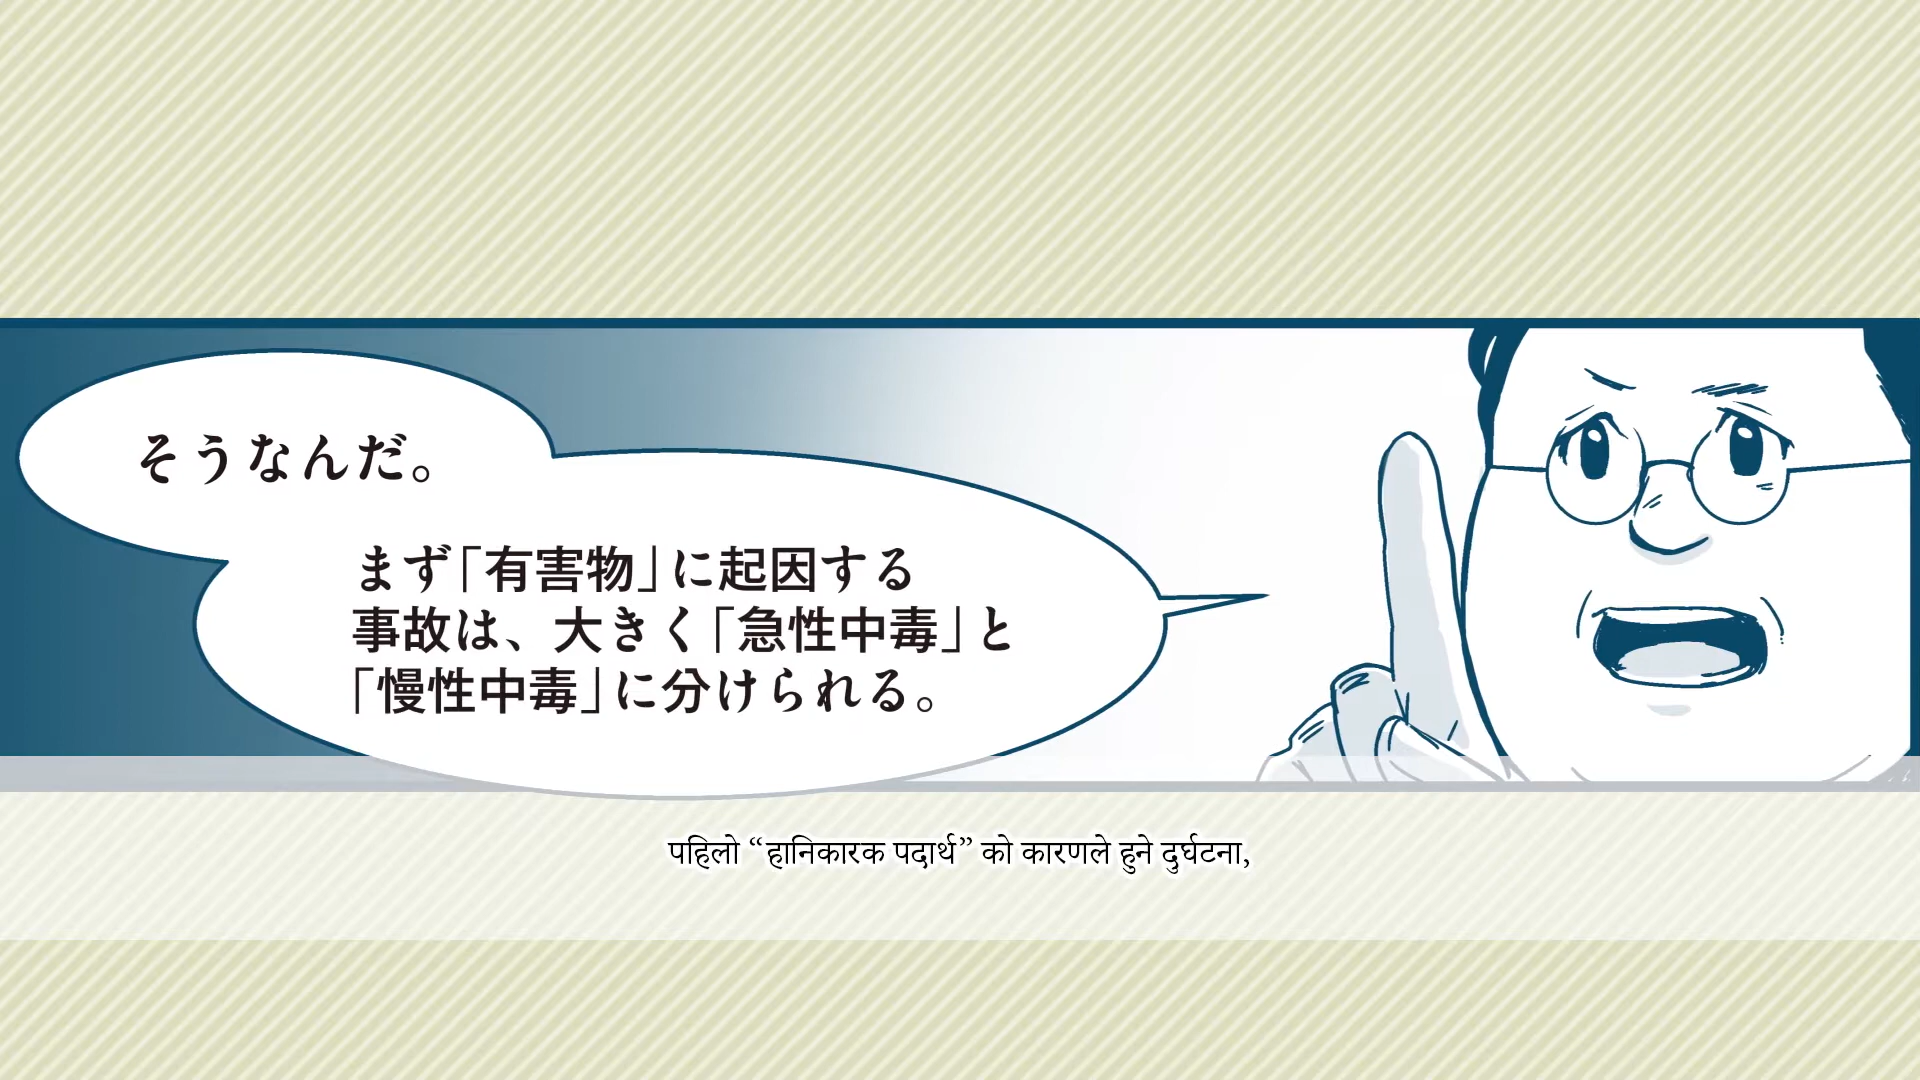 そうなんだ。
まず「有害物」に起因する
事故は、大きく「急性中毒」と
「慢性中毒」に分けられる。
पहिलो “हानिकारक पदार्थ” को कारणले हुने दुर्घटना,